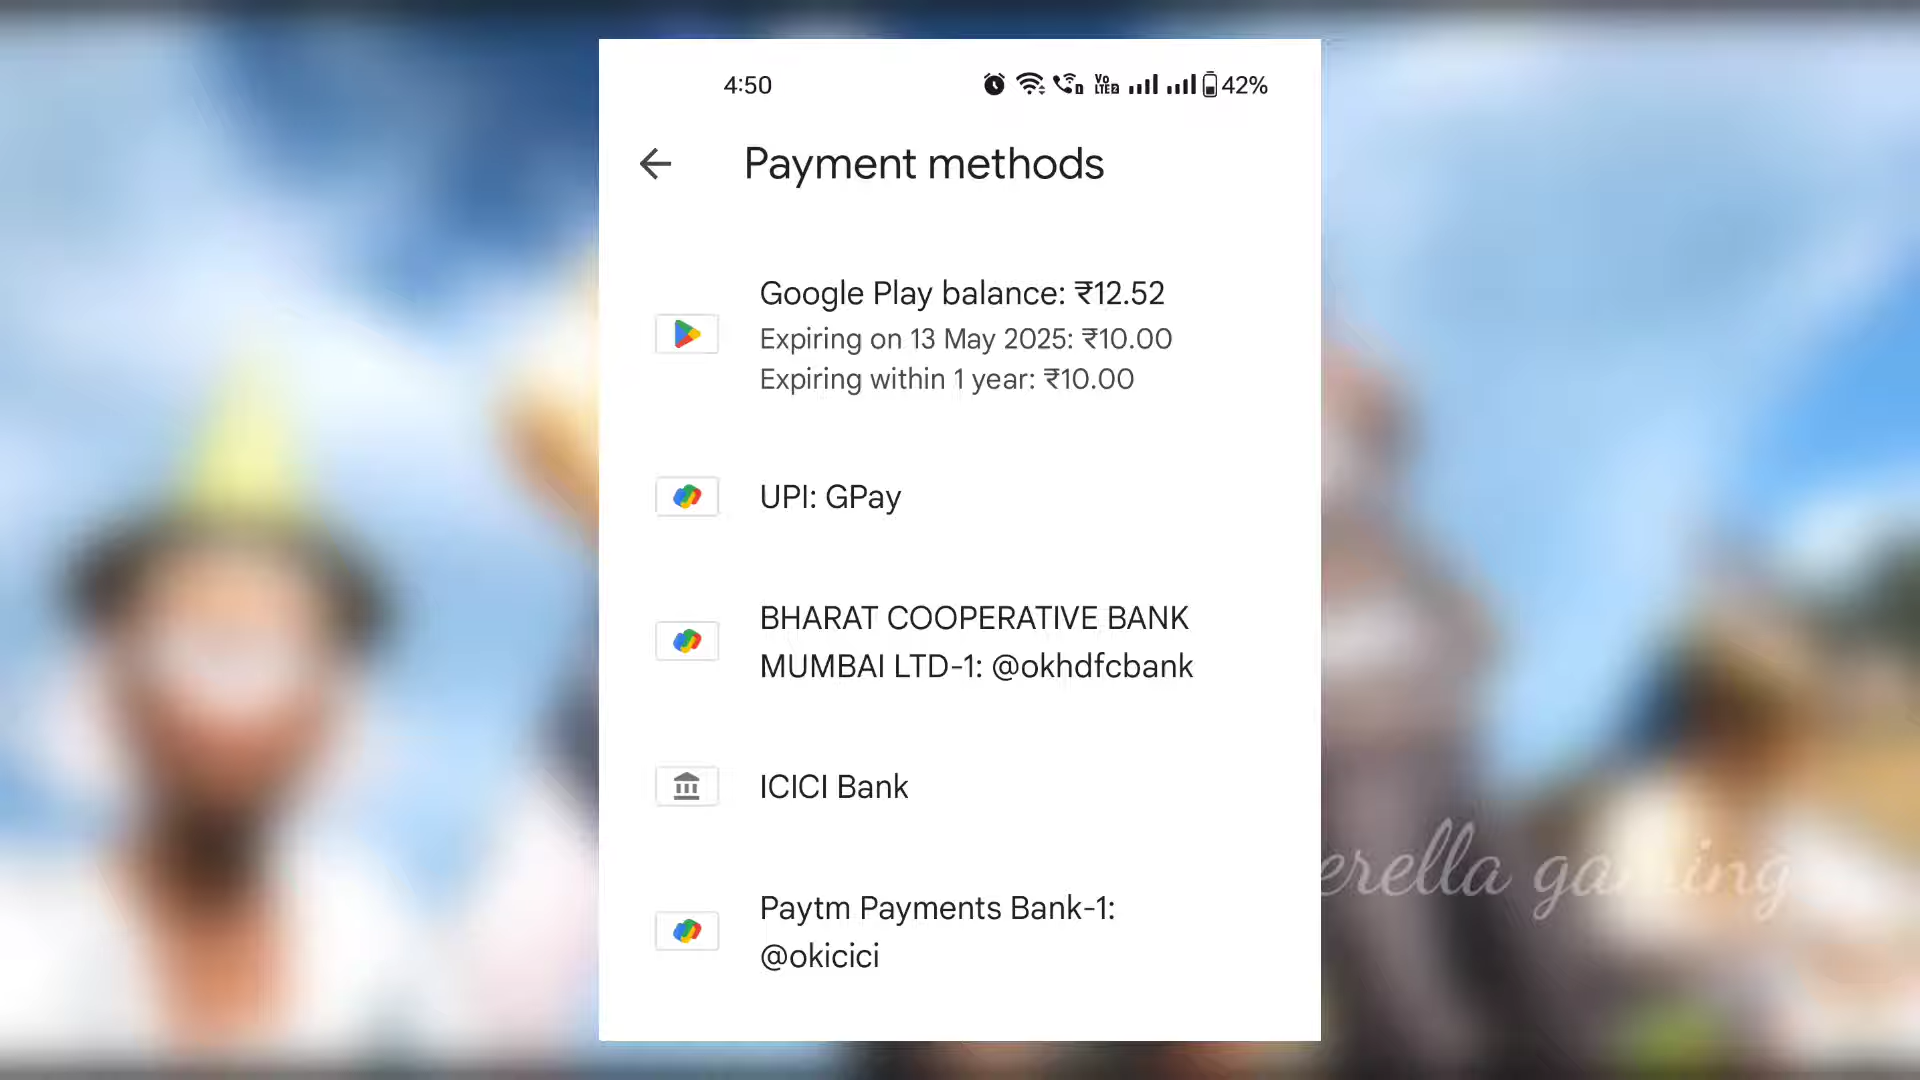 4:50
Vo
LTE2
42%
Payment methods
Google Play balance: ₹12.52
Expiring on 13 May 2025: ₹10.00
Expiring within 1 year: ₹10.00
UPI: GPay
BHARAT COOPERATIVE BANK
MUMBAI LTD-1: @okhdfcbank
ICICI Bank
Paytm Payments Bank-1:
@okicici
erella gaming